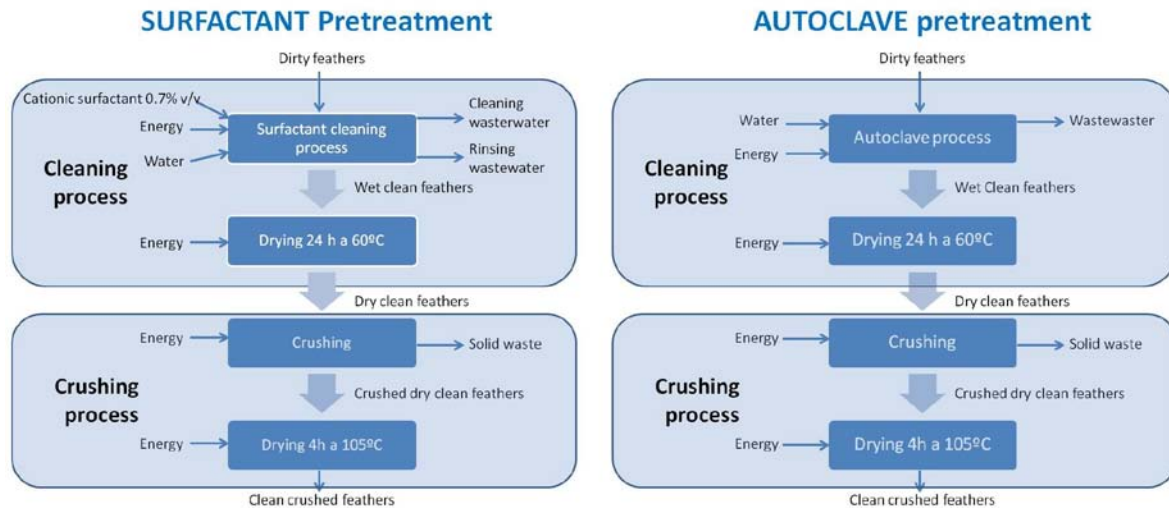 SURFACTANT Pretreatment
Dirty feathers
Cationic surfactant 0.7% v/v
Energy
Water
Surfactant cleaning
process
Cleaning
wasterwater
Rinsing
wastewater
Cleaning
process
Wet clean feathers
Energy
Drying 24 h a 60ºC
Dry clean feathers
Energy
Crushing
Solid waste
Crushing
process
Crushed dry clean feathers
Energy
Drying 4h a 105ºC
Clean crushed feathers
AUTOCLAVE pretreatment
Dirty feathers
Water
Energy
Autoclave process
Wastewaster
Cleaning
process
Wet Clean feathers
Energy
Drying 24 h a 60ºC
Dry clean feathers
Energy
Crushing
Solid waste
Crushing
process
Crushed dry clean feathers
Energy
Drying 4h a 105ºC
Clean crushed feathers